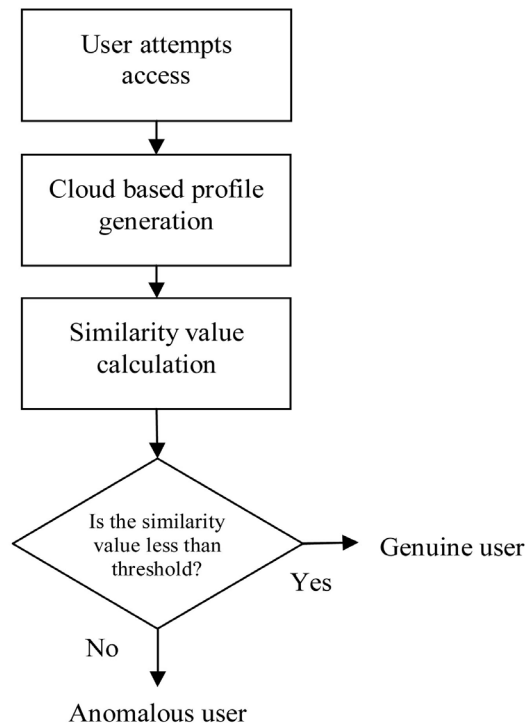 User attempts
access
Cloud based profile
generation
Similarity value
calculation
Is the similarity
value less than
threshold?
Genuine user
Yes
No
Anomalous user